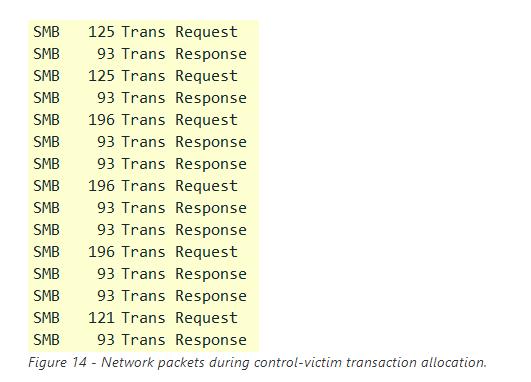 SMB 125 Trans Request
SMB 93 Trans Response
SMB 125 Trans Request
SMB 93 Trans Response
SMB 196 Trans Request
SMB 93 Trans Response
SMB 93 Trans Response
SMB 196 Trans Request
SMB 93 Trans Response
SMB 93 Trans Response
SMB 196 Trans Request
SMB 93 Trans Response
SMB 93 Trans Response
SMB 121 Trans Request
SMB 93 Trans Response
Figure 14 - Network packets during control-victim transaction allocation.